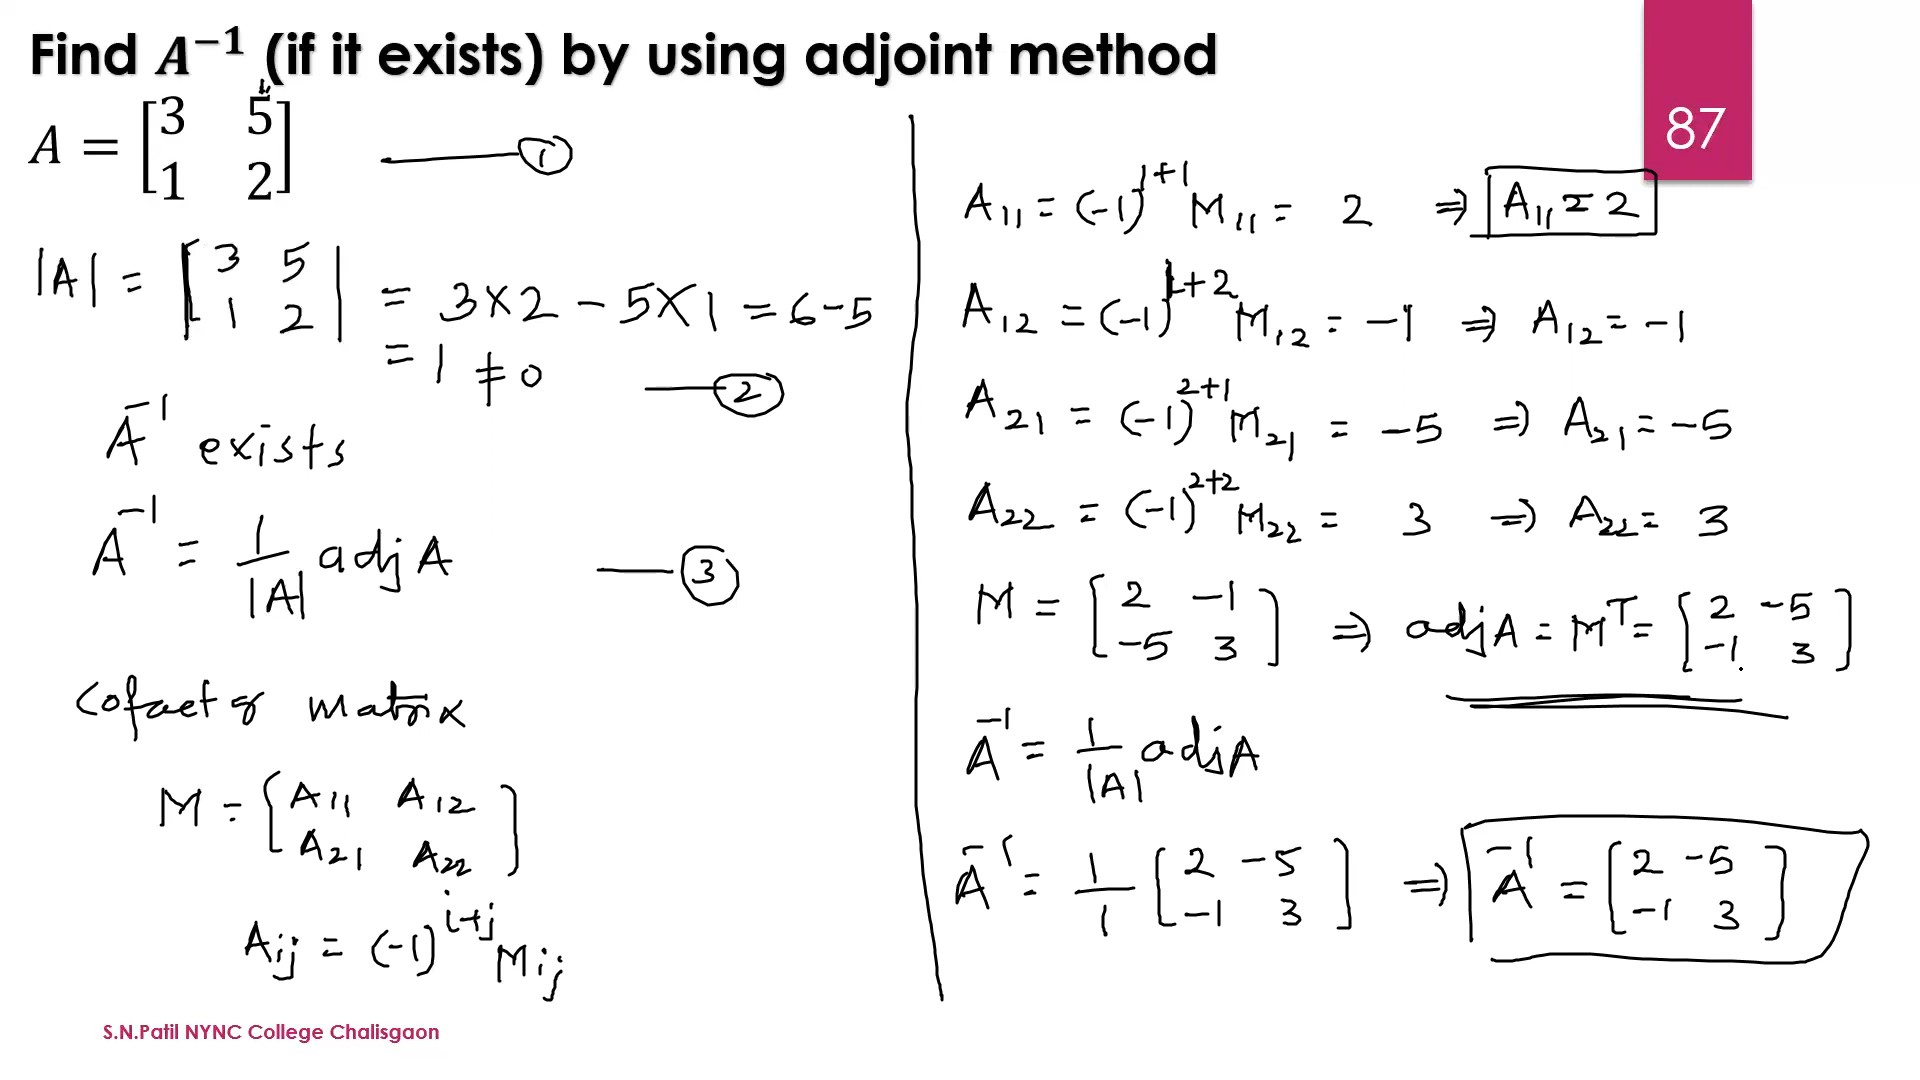 Find A⁻¹ (if it exists) by using adjoint method
87
A = [3 5
1 2] —— ①
|A| = |3 5
1 2| = 3×2 - 5×1 = 6-5
= 1 ≠ 0 —— ②
A⁻¹ exists
A⁻¹ = 1/|A| adj A —— ③
Cofactor matrix
M = [A₁₁ A₁₂
A₂₁ A₂₂]
Aᵢⱼ = (-1)ⁱ⁺ʲ Mᵢⱼ
A₁₁ = (-1)¹⁺¹ M₁₁ = 2 ⇒ A₁₁ = 2
A₁₂ = (-1)¹⁺² M₁₂ = -1 ⇒ A₁₂ = -1
A₂₁ = (-1)²⁺¹ M₂₁ = -5 ⇒ A₂₁ = -5
A₂₂ = (-1)²⁺² M₂₂ = 3 ⇒ A₂₂ = 3
M = [2 -1
-5 3] ⇒ adj A = Mᵀ = [2 -5
-1 3]
A⁻¹ = 1/|A| adj A
A⁻¹ = 1/1 [2 -5
-1 3] ⇒ A⁻¹ = [2 -5
-1 3]
S.N.Patil NYNC College Chalisgaon